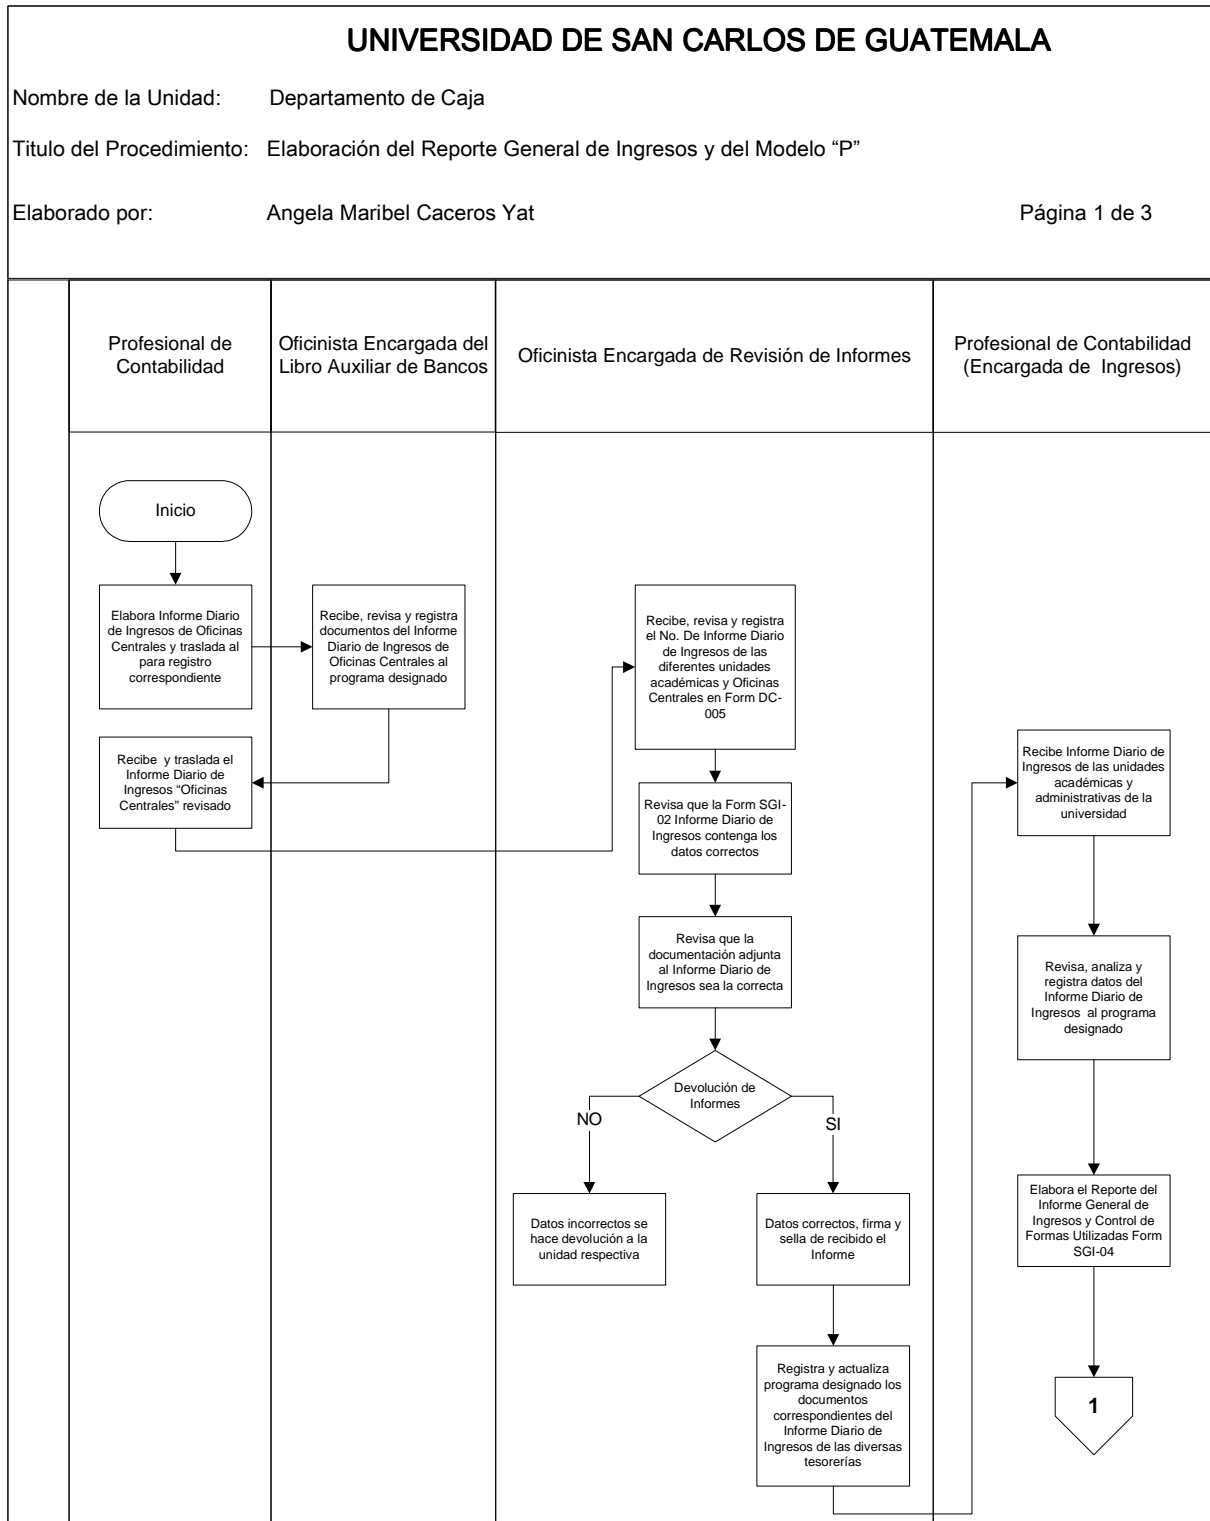 UNIVERSIDAD DE SAN CARLOS DE GUATEMALA
Nombre de la Unidad: Departamento de Caja
Titulo del Procedimiento: Elaboración del Reporte General de Ingresos y del Modelo “P”
Elaborado por: Angela Maribel Caceros Yat Página 1 de 3
Profesional de
Contabilidad
Oficinista Encargada del
Libro Auxiliar de Bancos
Oficinista Encargada de Revisión de Informes
Profesional de Contabilidad
(Encargada de Ingresos)
Inicio
Elabora Informe Diario
de Ingresos de Oficinas
Centrales y traslada al
para registro
correspondiente
Recibe, revisa y registra
documentos del Informe
Diario de Ingresos de
Oficinas Centrales al
programa designado
Recibe y traslada el
Informe Diario de
Ingresos “Oficinas
Centrales” revisado
Recibe, revisa y registra
el No. De Informe Diario
de Ingresos de las
diferentes unidades
académicas y Oficinas
Centrales en Form DC-
005
Revisa que la Form SGI-
02 Informe Diario de
Ingresos contenga los
datos correctos
Revisa que la
documentación adjunta
al Informe Diario de
Ingresos sea la correcta
Devolución de
Informes
NO
SI
Datos incorrectos se
hace devolución a la
unidad respectiva
Datos correctos, firma y
sella de recibido el
Informe
Registra y actualiza
programa designado los
documentos
correspondientes del
Informe Diario de
Ingresos de las diversas
tesorerías
Recibe Informe Diario de
Ingresos de las unidades
académicas y
administrativas de la
universidad
Revisa, analiza y
registra datos del
Informe Diario de
Ingresos al programa
designado
Elabora el Reporte del
Informe General de
Ingresos y Control de
Formas Utilizadas Form
SGI-04
1